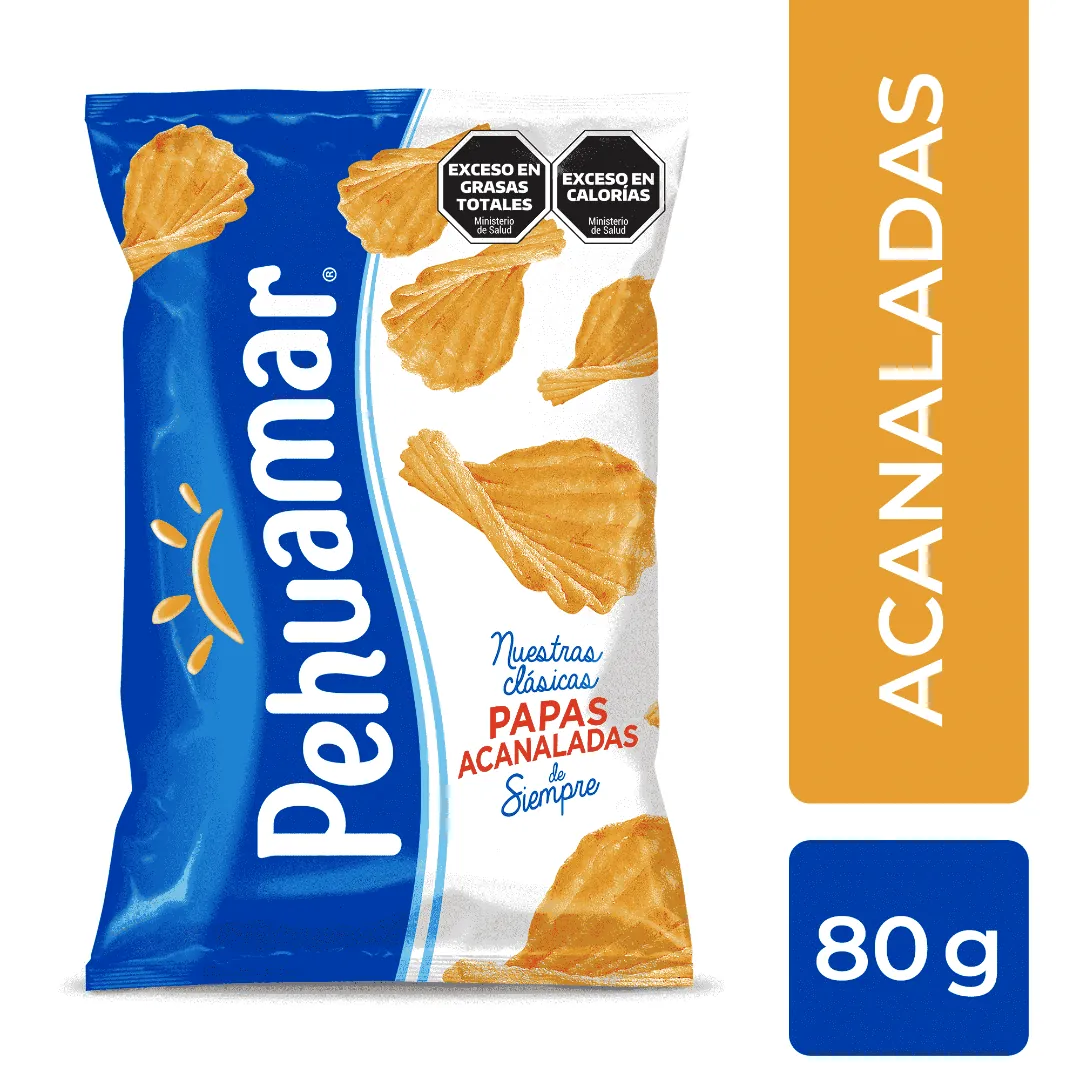 EXCESO EN
GRASAS
TOTALES
Ministerio
de Salud
EXCESO EN
CALORÍAS
Ministerio
de Salud
Pehuamar®
Nuestras
clásicas
PAPAS
ACANALADAS
de
Siempre
ACANALADAS
80 g